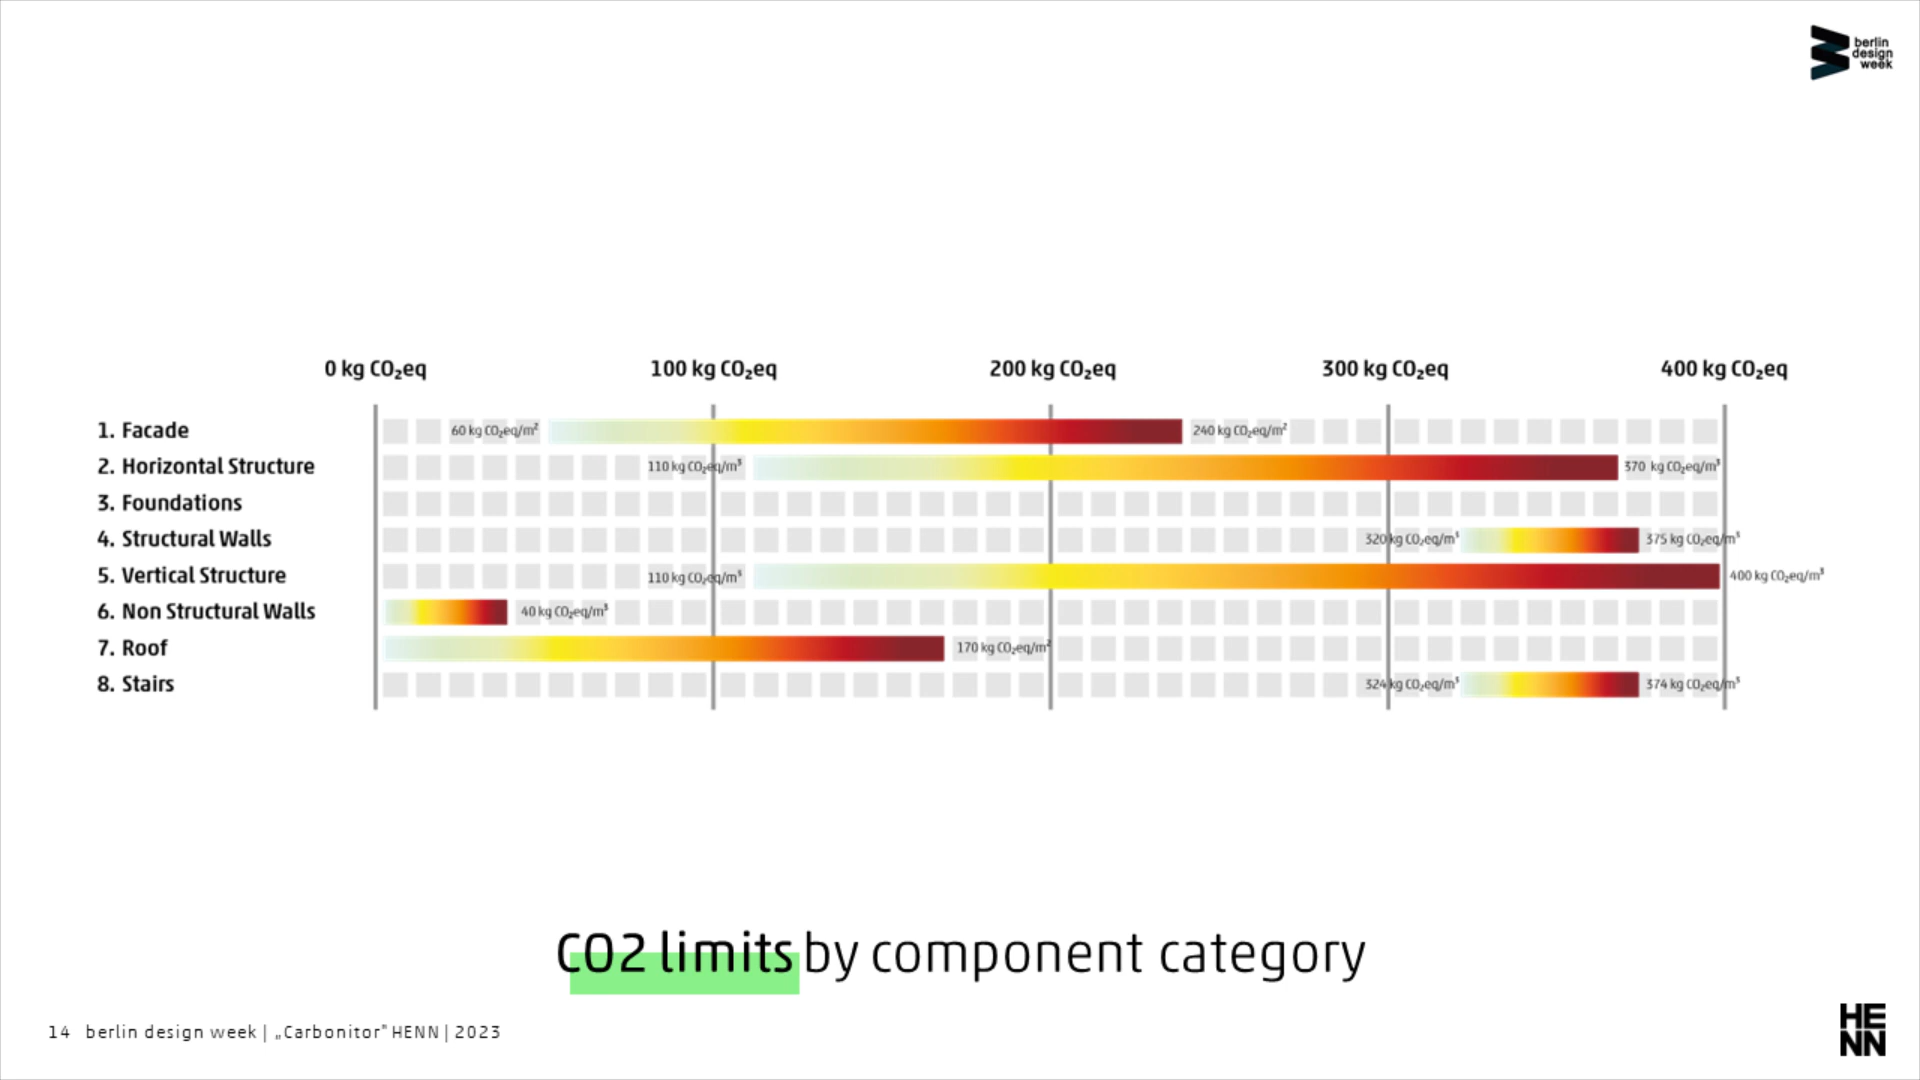 berlin
design
week
0 kg CO₂eq 100 kg CO₂eq 200 kg CO₂eq 300 kg CO₂eq 400 kg CO₂eq
1. Facade 60 kg CO₂eq/m² 240 kg CO₂eq/m²
2. Horizontal Structure 110 kg CO₂eq/m³ 370 kg CO₂eq/m³
3. Foundations
4. Structural Walls 320 kg CO₂eq/m³ 375 kg CO₂eq/m³
5. Vertical Structure 110 kg CO₂eq/m³ 400 kg CO₂eq/m³
6. Non Structural Walls 40 kg CO₂eq/m³
7. Roof 170 kg CO₂eq/m²
8. Stairs 324 kg CO₂eq/m³ 374 kg CO₂eq/m³
CO2 limits by component category
14 berlin design week | „Carbonitor" HENN | 2023
HE
NN